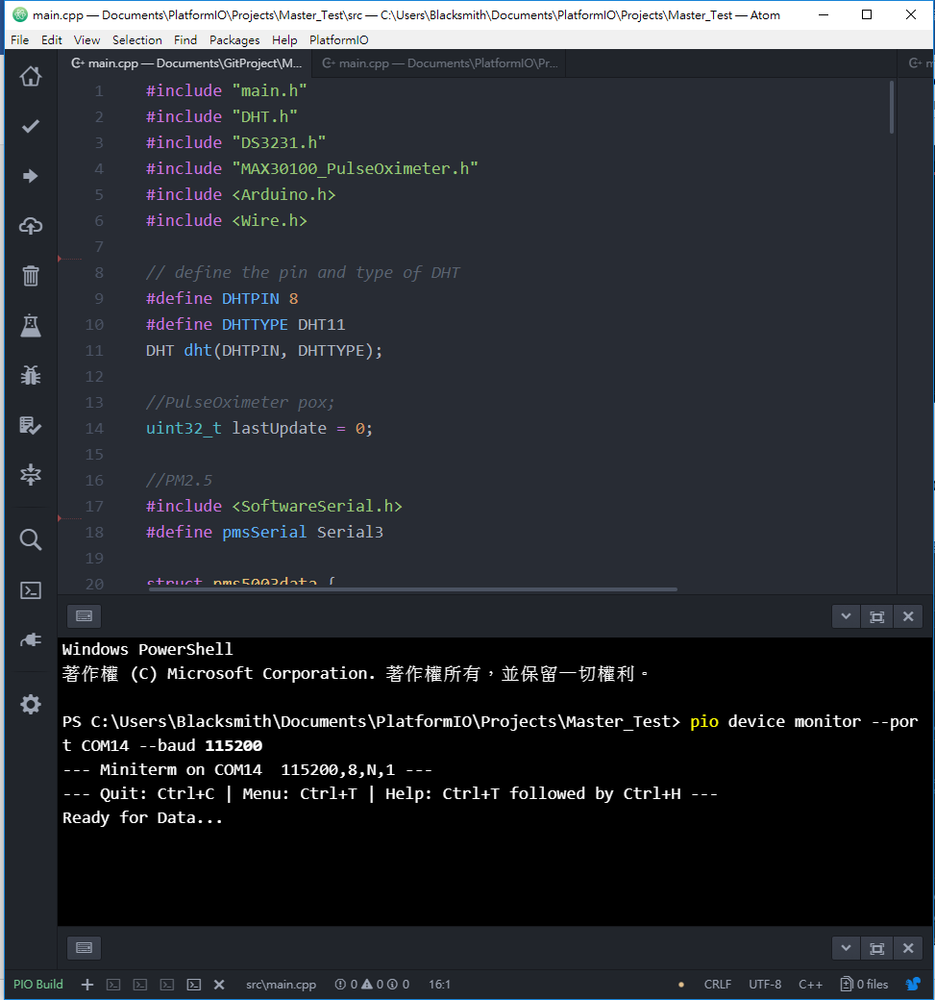 main.cpp — Documents\PlatformIO\Projects\Master_Test\src — C:\Users\Blacksmith\Documents\PlatformIO\Projects\Master_Test — Atom
File Edit View Selection Find Packages Help PlatformIO
main.cpp — Documents\GitProject\M... main.cpp — Documents\PlatformIO\Pr...
1 #include "main.h"
2 #include "DHT.h"
3 #include "DS3231.h"
4 #include "MAX30100_PulseOximeter.h"
5 #include <Arduino.h>
6 #include <Wire.h>
7
8 // define the pin and type of DHT
9 #define DHTPIN 8
10 #define DHTTYPE DHT11
11 DHT dht(DHTPIN, DHTTYPE);
12
13 //PulseOximeter pox;
14 uint32_t lastUpdate = 0;
15
16 //PM2.5
17 #include <SoftwareSerial.h>
18 #define pmsSerial Serial3
19
20 struct pms5003data {
Windows PowerShell
著作權 (C) Microsoft Corporation. 著作權所有，並保留一切權利。
PS C:\Users\Blacksmith\Documents\PlatformIO\Projects\Master_Test> pio device monitor --por
t COM14 --baud 115200
--- Miniterm on COM14  115200,8,N,1 ---
--- Quit: Ctrl+C | Menu: Ctrl+T | Help: Ctrl+T followed by Ctrl+H ---
Ready for Data...
PIO Build src\main.cpp 0 0 0 16:1 CRLF UTF-8 C++ 0 files